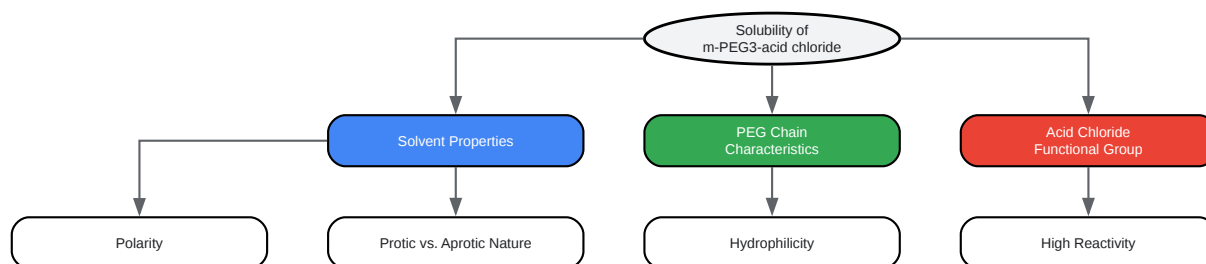 Solubility of
m-PEG3-acid chloride
Solvent Properties
PEG Chain
Characteristics
Acid Chloride
Functional Group
Polarity
Protic vs. Aprotic Nature
Hydrophilicity
High Reactivity